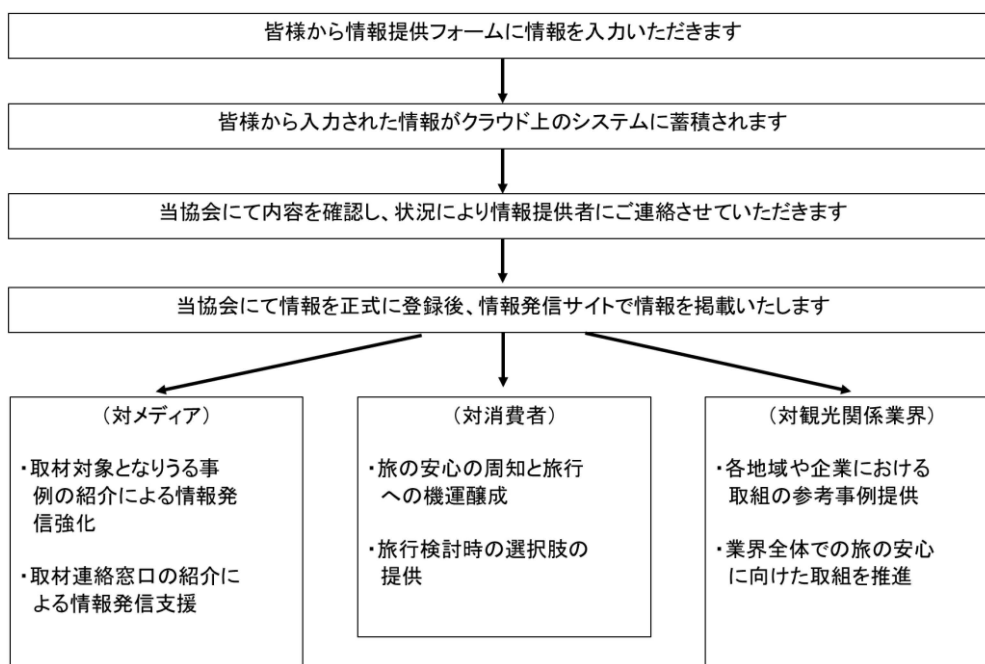 皆様から情報提供フォームに情報を入力いただきます
皆様から入力された情報がクラウド上のシステムに蓄積されます
当協会にて内容を確認し、状況により情報提供者にご連絡させていただきます
当協会にて情報を正式に登録後、情報発信サイトで情報を掲載いたします
（対メディア）
・取材対象となりうる事
例の紹介による情報発
信強化
・取材連絡窓口の紹介に
よる情報発信支援
（対消費者）
・旅の安心の周知と旅行
への機運醸成
・旅行検討時の選択肢の
提供
（対観光関係業界）
・各地域や企業における
取組の参考事例提供
・業界全体での旅の安心
に向けた取組を推進